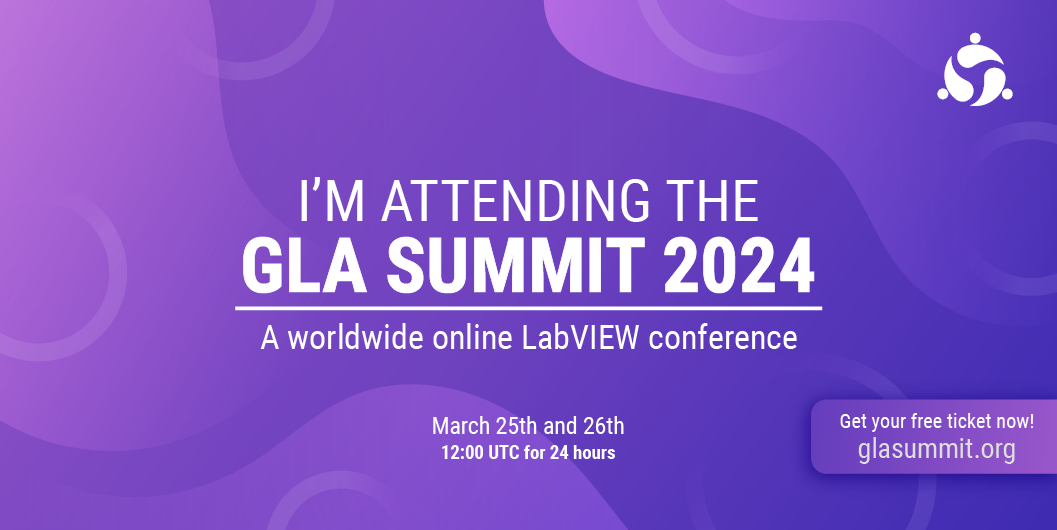 I’M ATTENDING THE
GLA SUMMIT 2024
A worldwide online LabVIEW conference
March 25th and 26th
12:00 UTC for 24 hours
Get your free ticket now!
glasummit.org